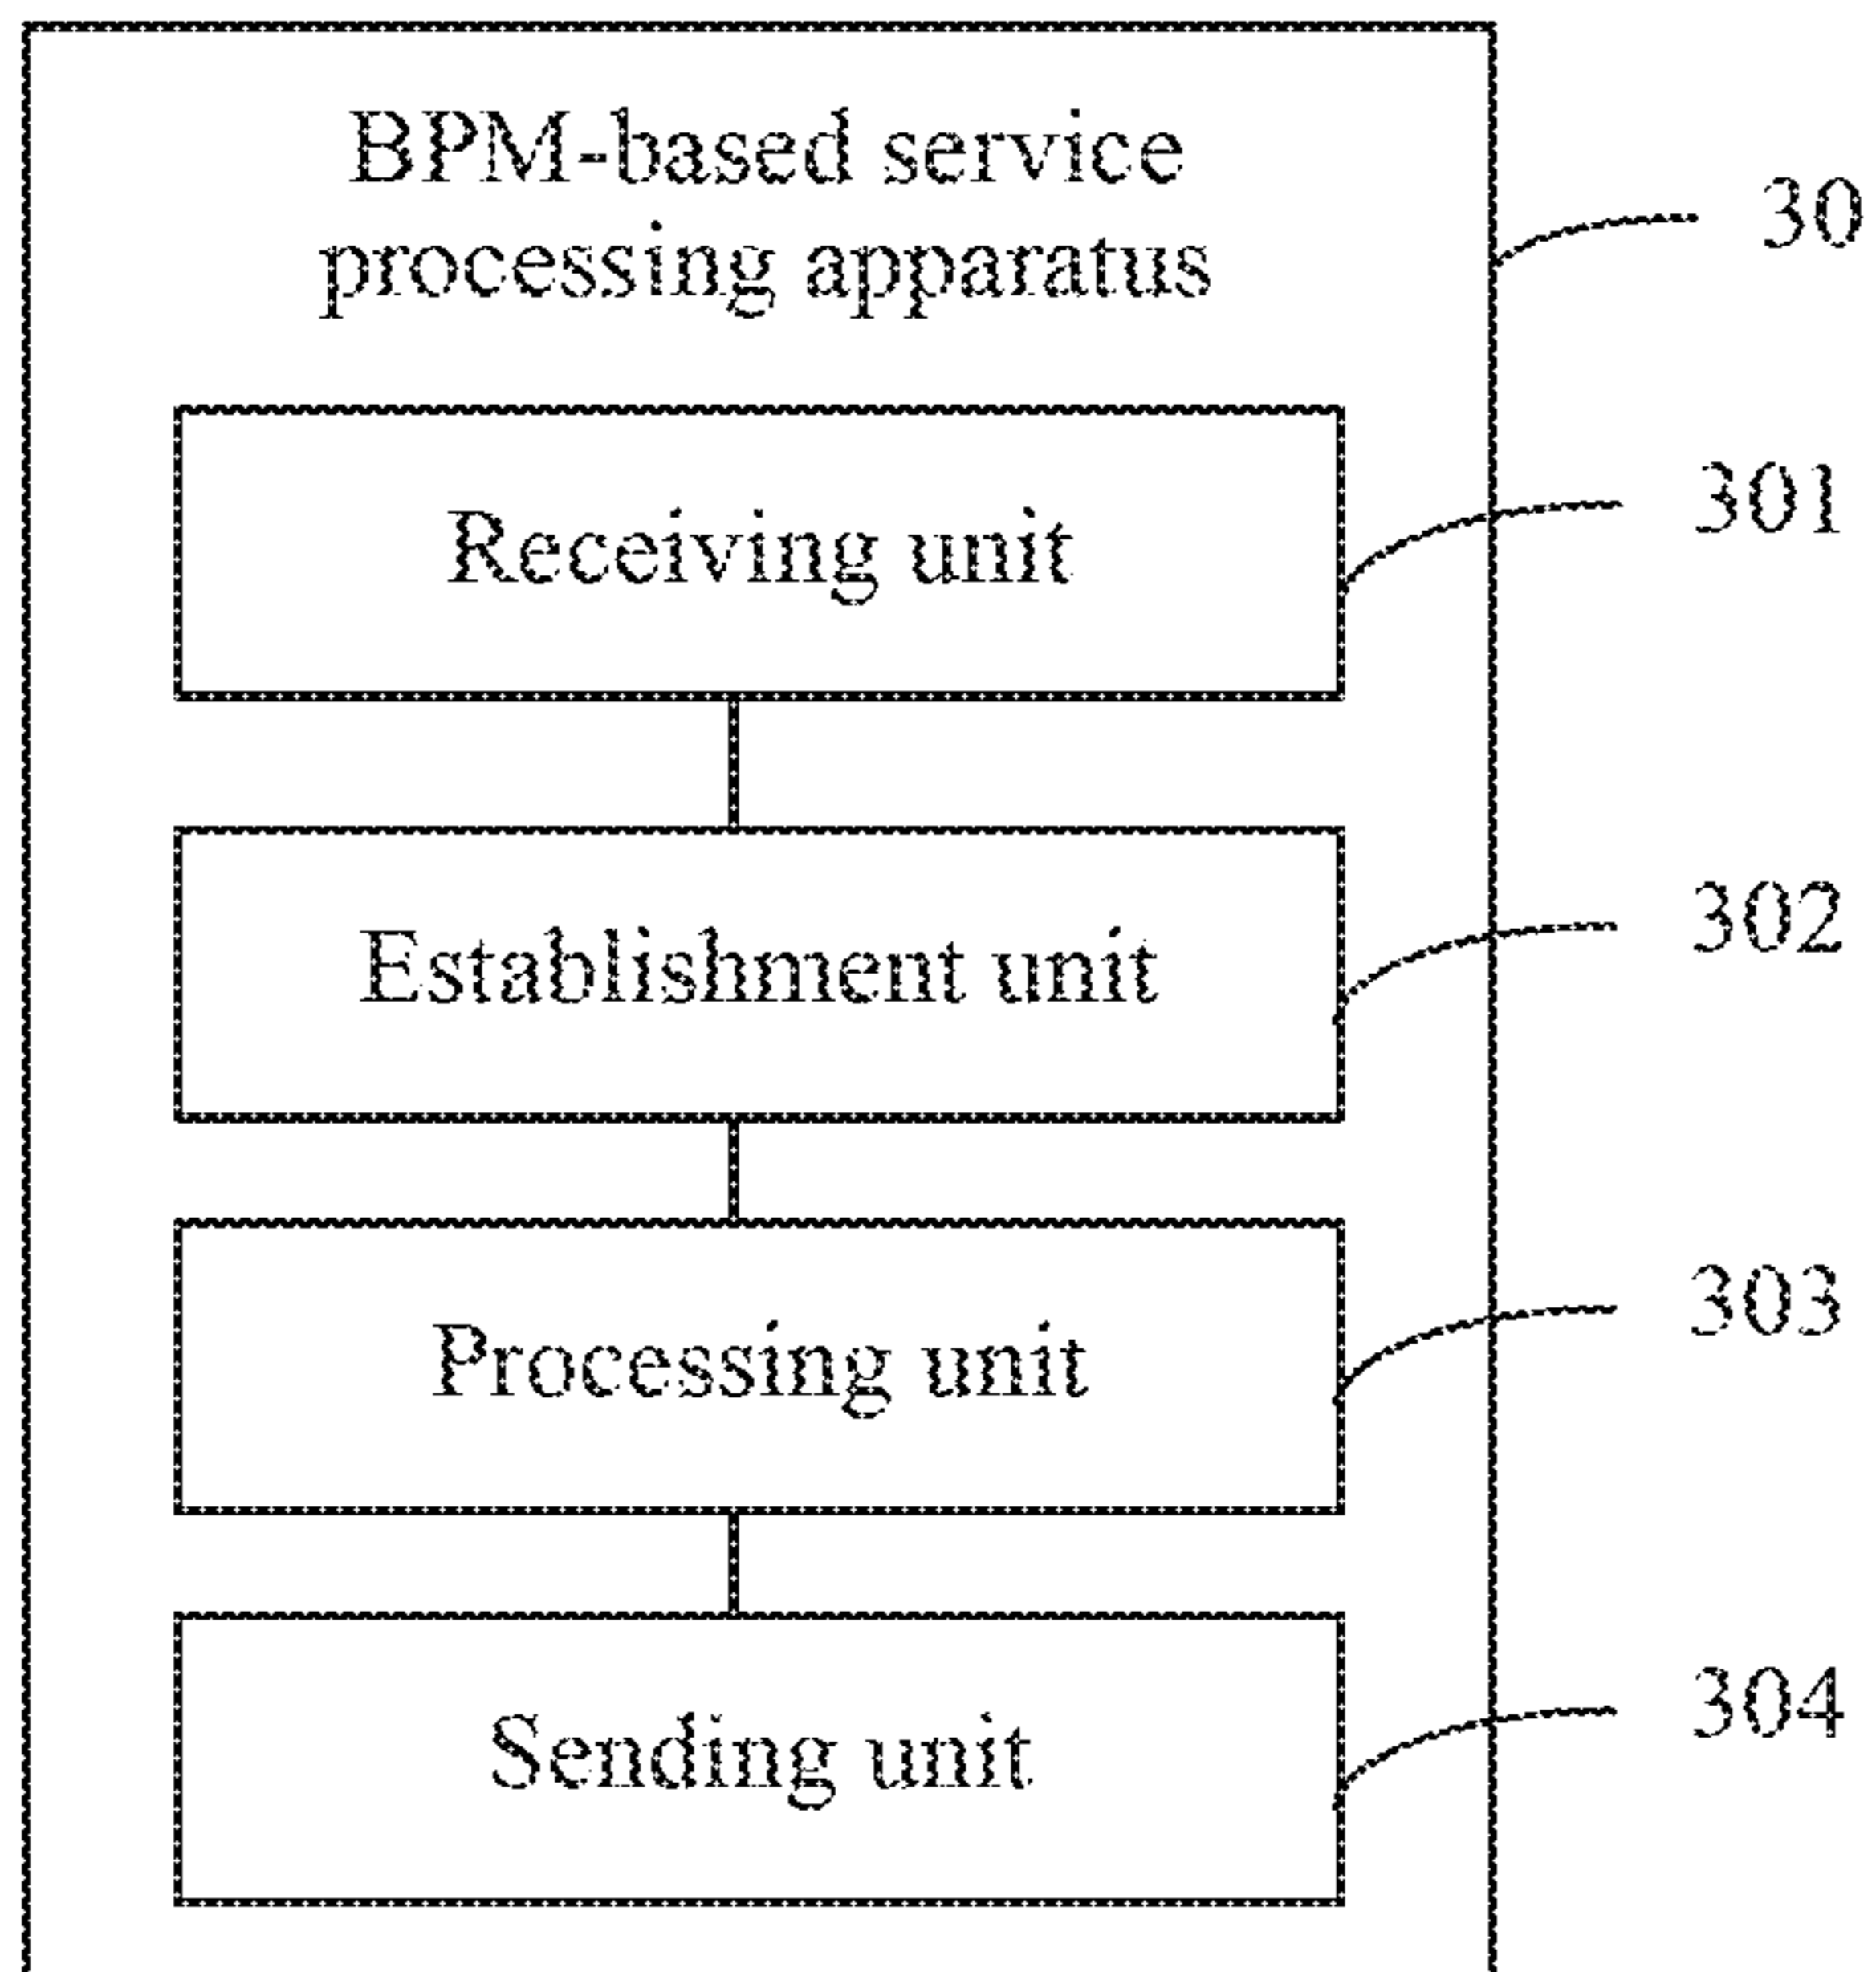 BPM-based service
processing apparatus
30
Receiving unit
301
Establishment unit
302
Processing unit
303
Sending unit
304